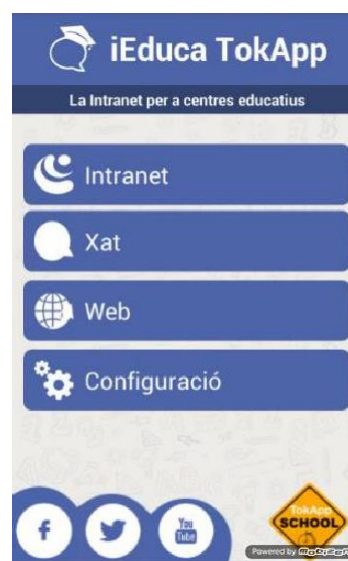 iEduca TokApp
La Intranet per a centres educatius
Intranet
Xat
Web
Configuració
f
You
Tube
TokApp
SCHOOL
Powered by